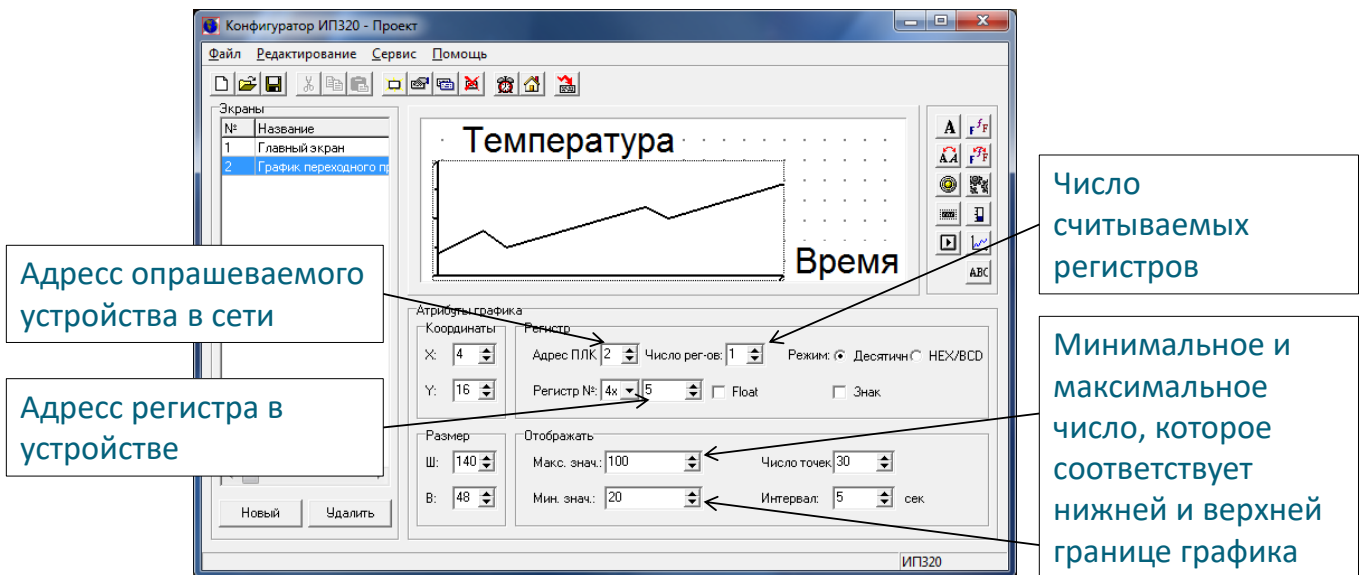 Конфигуратор ИП320 - Проект
Файл Редактирование Сервис Помощь
Экраны
№ Название
1 Главный экран
2 График переходного пр
Новый Удалить
Температура
Время
A
F f F
A A
F F
ABC
Атрибуты графика
Координаты
X: 4
Y: 16
Регистр
Адрес ПЛК 2 Число рег-ов: 1 Режим: Десятичн HEX/BCD
Регистр №: 4x 5 Float Знак
Размер
Ш: 140
В: 48
Отображать
Макс. знач.: 100 Число точек 30
Мин. знач.: 20 Интервал: 5 сек
ИП320
Адресс опрашеваемого
устройства в сети
Адресс регистра в
устройстве
Число
считываемых
регистров
Минимальное и
максимальное
число, которое
соответствует
нижней и верхней
границе графика